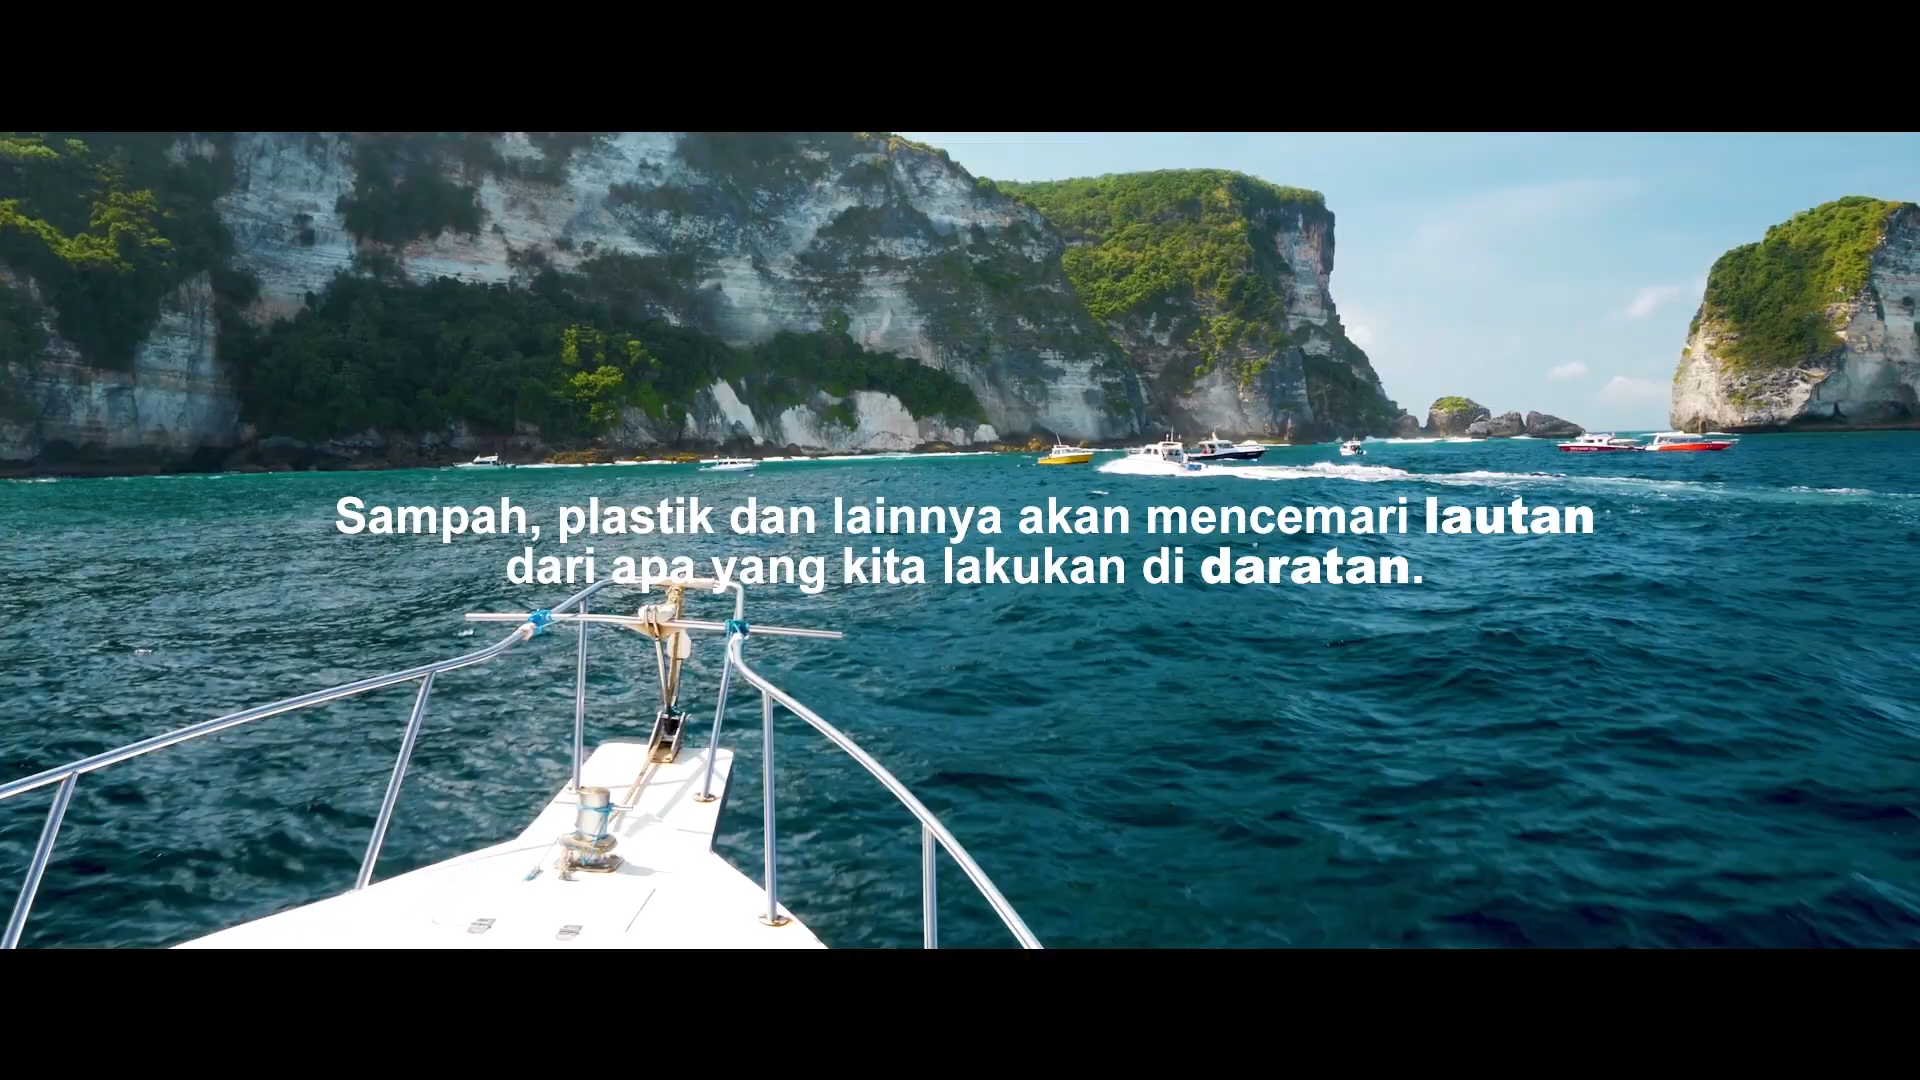 Sampah, plastik dan lainnya akan mencemari lautan
dari apa yang kita lakukan di daratan.